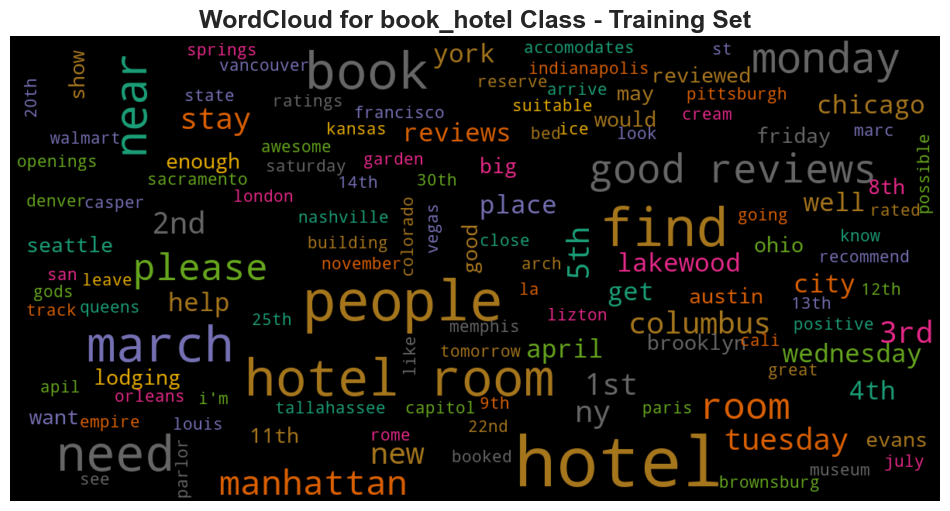 WordCloud for book_hotel Class - Training Set
springs
accomodates
st
york
monday
show
vancouver
book
indianapolis
reviewed
near
20th
state
reserve
arrive
may
pittsburgh
ratings
francisco
suitable
chicago
stay
kansas
reviews
bed
ice
would
look
cream
friday
marc
walmart
awesome
openings
enough
saturday
garden
big
good reviews
possible
sacramento
14th
30th
8th
denver
casper
london
place
well
rated
2nd
nashville
find
going
seattle
building
colorado
vegas
good
close
5th
ohio
know
please
november
arch
lakewood
recommend
san
leave
gods
queens
help
people
la
get
austin
city
13th
12th
track
25th
memphis
lizton
columbus
positive
3rd
march
like
tomorrow
april
brooklyn
cali
wednesday
lodging
hotel room
great
apil
orleans
i'm
1st
4th
want
empire
louis
tallahassee
capitol
9th
ny
paris
room
need
11th
rome
22nd
hotel
tuesday
evans
see
parlor
new
booked
museum
july
manhattan
brownsburg